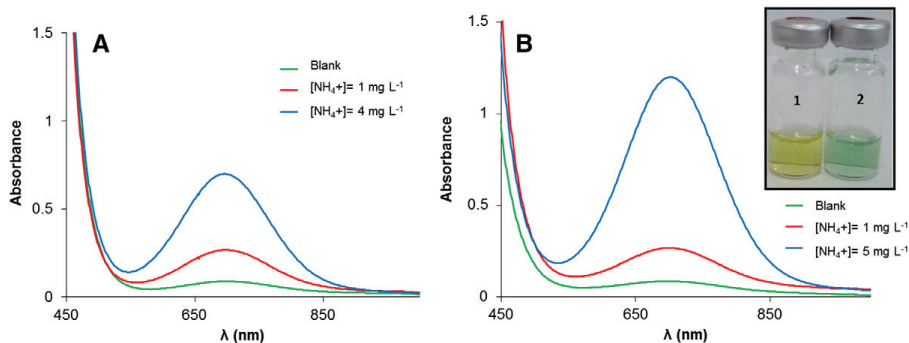 A
Absorbance
1.5
1
0.5
0
450
650
850
λ (nm)
Blank
[NH₄+]= 1 mg L⁻¹
[NH₄+]= 4 mg L⁻¹
B
Absorbance
1.5
1
0.5
0
450
650
850
λ (nm)
1
2
Blank
[NH₄+]= 1 mg L⁻¹
[NH₄+]= 5 mg L⁻¹